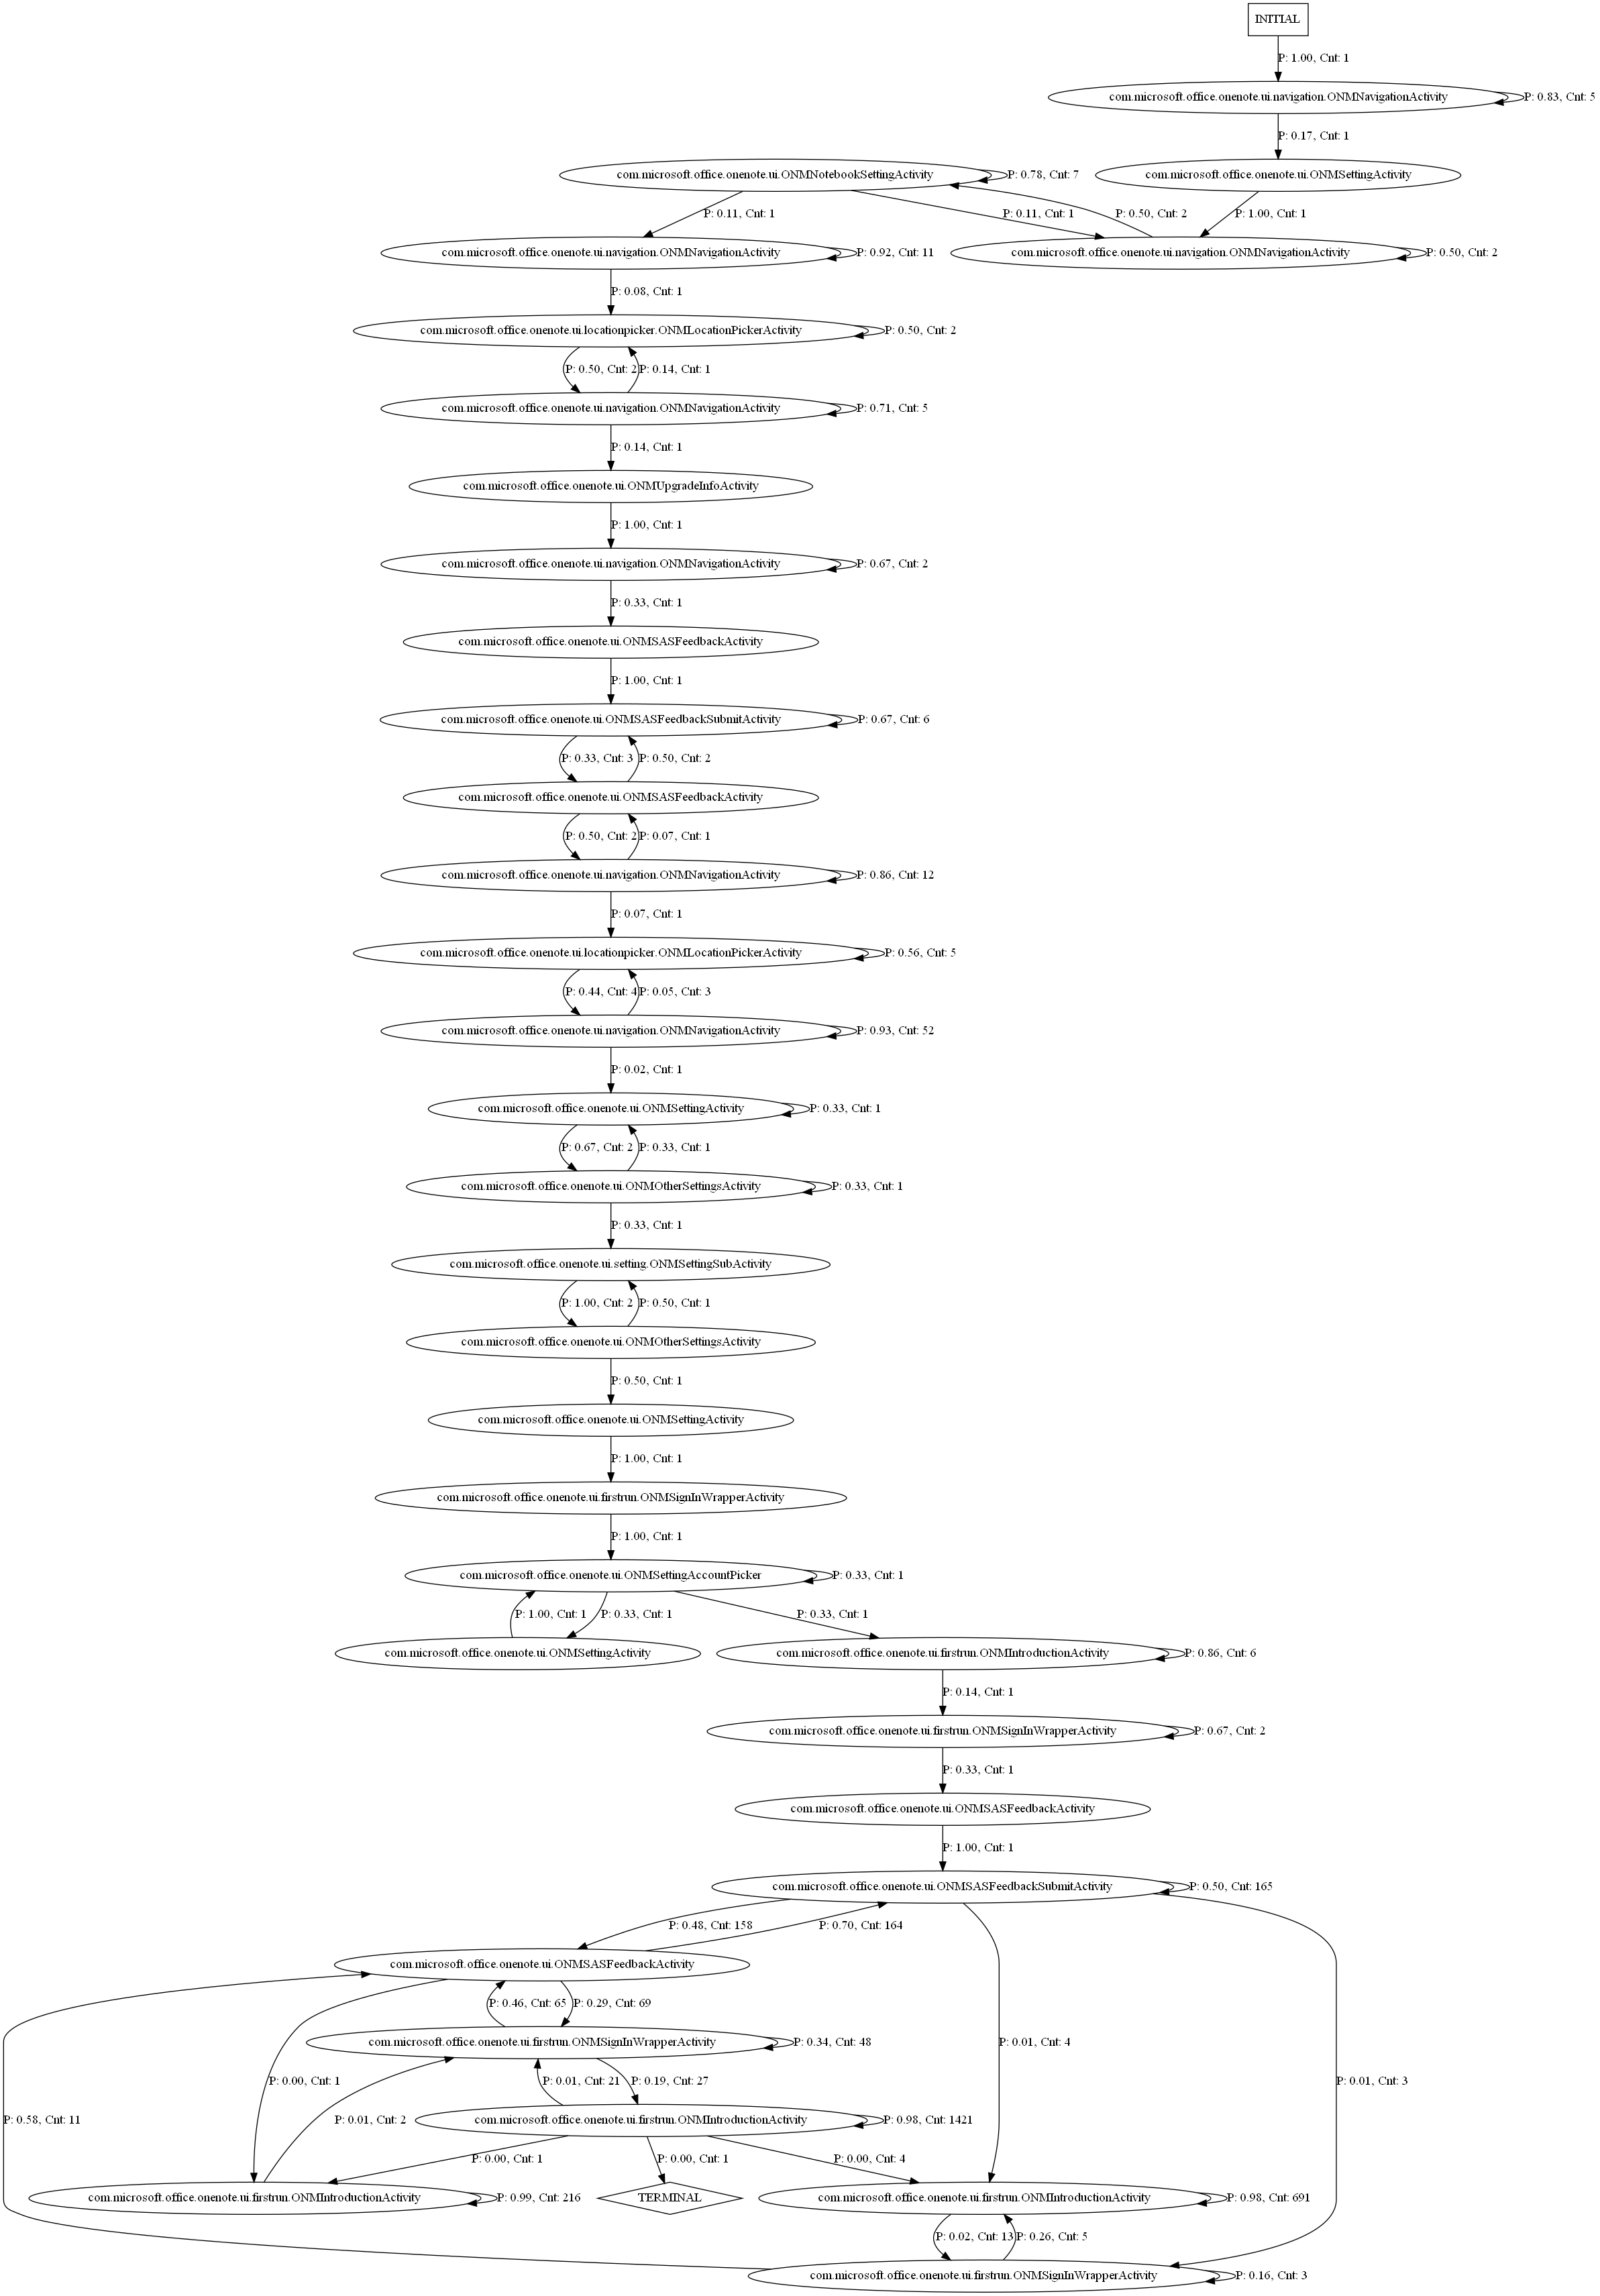 INITIAL
P: 1.00, Cnt: 1
com.microsoft.office.onenote.ui.navigation.ONMNavigationActivity
P: 0.83, Cnt: 5
P: 0.17, Cnt: 1
com.microsoft.office.onenote.ui.ONMNotebookSettingActivity
P: 0.78, Cnt: 7
com.microsoft.office.onenote.ui.ONMSettingActivity
P: 0.11, Cnt: 1
P: 0.11, Cnt: 1
P: 0.50, Cnt: 2
P: 1.00, Cnt: 1
com.microsoft.office.onenote.ui.navigation.ONMNavigationActivity
P: 0.92, Cnt: 11
com.microsoft.office.onenote.ui.navigation.ONMNavigationActivity
P: 0.50, Cnt: 2
P: 0.08, Cnt: 1
com.microsoft.office.onenote.ui.locationpicker.ONMLocationPickerActivity
P: 0.50, Cnt: 2
P: 0.50, Cnt: 2
P: 0.14, Cnt: 1
com.microsoft.office.onenote.ui.navigation.ONMNavigationActivity
P: 0.71, Cnt: 5
P: 0.14, Cnt: 1
com.microsoft.office.onenote.ui.ONMUpgradeInfoActivity
P: 1.00, Cnt: 1
com.microsoft.office.onenote.ui.navigation.ONMNavigationActivity
P: 0.67, Cnt: 2
P: 0.33, Cnt: 1
com.microsoft.office.onenote.ui.ONMSASFeedbackActivity
P: 1.00, Cnt: 1
com.microsoft.office.onenote.ui.ONMSASFeedbackSubmitActivity
P: 0.67, Cnt: 6
P: 0.33, Cnt: 3
P: 0.50, Cnt: 2
com.microsoft.office.onenote.ui.ONMSASFeedbackActivity
P: 0.50, Cnt: 2
P: 0.07, Cnt: 1
com.microsoft.office.onenote.ui.navigation.ONMNavigationActivity
P: 0.86, Cnt: 12
P: 0.07, Cnt: 1
com.microsoft.office.onenote.ui.locationpicker.ONMLocationPickerActivity
P: 0.56, Cnt: 5
P: 0.44, Cnt: 4
P: 0.05, Cnt: 3
com.microsoft.office.onenote.ui.navigation.ONMNavigationActivity
P: 0.93, Cnt: 52
P: 0.02, Cnt: 1
com.microsoft.office.onenote.ui.ONMSettingActivity
P: 0.33, Cnt: 1
P: 0.67, Cnt: 2
P: 0.33, Cnt: 1
com.microsoft.office.onenote.ui.ONMOtherSettingsActivity
P: 0.33, Cnt: 1
P: 0.33, Cnt: 1
com.microsoft.office.onenote.ui.setting.ONMSettingSubActivity
P: 1.00, Cnt: 2
P: 0.50, Cnt: 1
com.microsoft.office.onenote.ui.ONMOtherSettingsActivity
P: 0.50, Cnt: 1
com.microsoft.office.onenote.ui.ONMSettingActivity
P: 1.00, Cnt: 1
com.microsoft.office.onenote.ui.firstrun.ONMSignInWrapperActivity
P: 1.00, Cnt: 1
com.microsoft.office.onenote.ui.ONMSettingAccountPicker
P: 0.33, Cnt: 1
P: 1.00, Cnt: 1
P: 0.33, Cnt: 1
P: 0.33, Cnt: 1
com.microsoft.office.onenote.ui.ONMSettingActivity
com.microsoft.office.onenote.ui.firstrun.ONMIntroductionActivity
P: 0.86, Cnt: 6
P: 0.14, Cnt: 1
com.microsoft.office.onenote.ui.firstrun.ONMSignInWrapperActivity
P: 0.67, Cnt: 2
P: 0.33, Cnt: 1
com.microsoft.office.onenote.ui.ONMSASFeedbackActivity
P: 1.00, Cnt: 1
com.microsoft.office.onenote.ui.ONMSASFeedbackSubmitActivity
P: 0.50, Cnt: 165
P: 0.48, Cnt: 158
P: 0.70, Cnt: 164
com.microsoft.office.onenote.ui.ONMSASFeedbackActivity
P: 0.46, Cnt: 65
P: 0.29, Cnt: 69
com.microsoft.office.onenote.ui.firstrun.ONMSignInWrapperActivity
P: 0.34, Cnt: 48
P: 0.01, Cnt: 4
P: 0.00, Cnt: 1
P: 0.01, Cnt: 21
P: 0.19, Cnt: 27
P: 0.01, Cnt: 3
P: 0.58, Cnt: 11
P: 0.01, Cnt: 2
com.microsoft.office.onenote.ui.firstrun.ONMIntroductionActivity
P: 0.98, Cnt: 1421
P: 0.00, Cnt: 1
P: 0.00, Cnt: 1
P: 0.00, Cnt: 4
com.microsoft.office.onenote.ui.firstrun.ONMIntroductionActivity
P: 0.99, Cnt: 216
TERMINAL
com.microsoft.office.onenote.ui.firstrun.ONMIntroductionActivity
P: 0.98, Cnt: 691
P: 0.02, Cnt: 13
P: 0.26, Cnt: 5
com.microsoft.office.onenote.ui.firstrun.ONMSignInWrapperActivity
P: 0.16, Cnt: 3